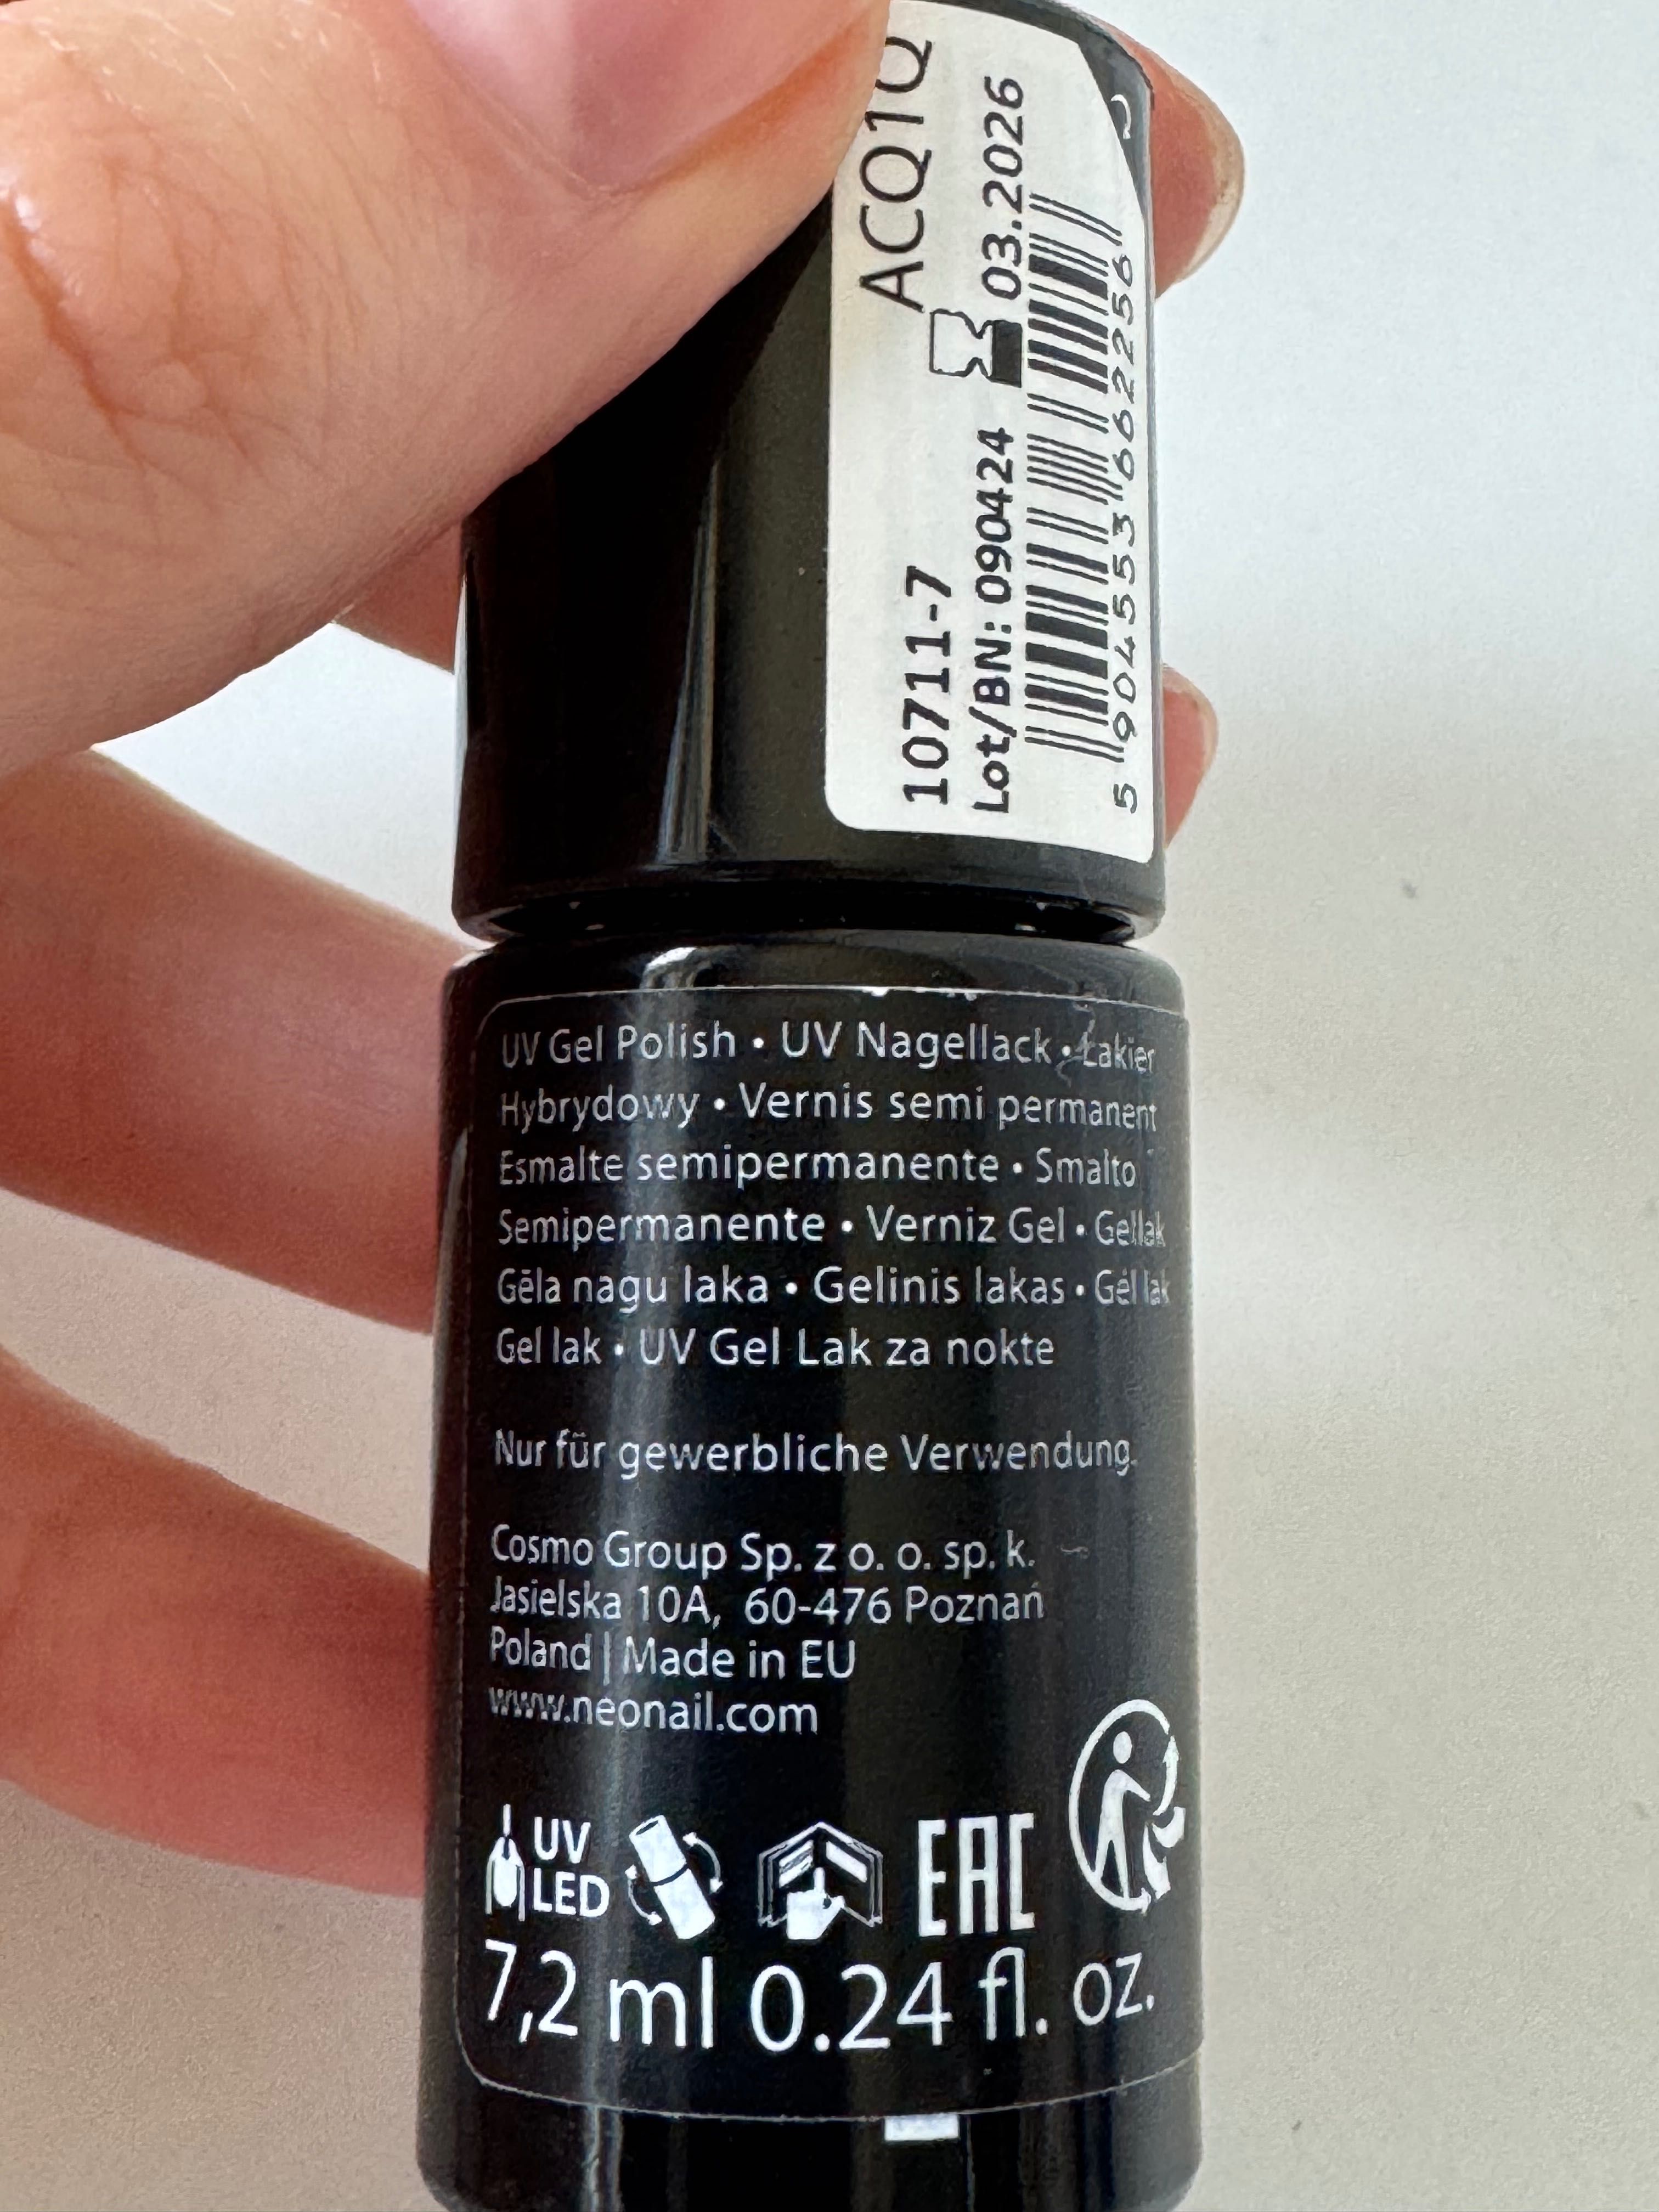 ACQ1Q
03.2026
10711-7
Lot/BN: 090424
5 904553 662256
UV Gel Polish • UV Nagellack • Łakier
Hybrydowy • Vernis semi permanent
Esmalte semipermanente • Smalto
Semipermanente • Verniz Gel • Gellak
Gēla nagu laka • Gelinis lakas • Gél lak
Gel lak • UV Gel Lak za nokte
Nur für gewerbliche Verwendung.
Cosmo Group Sp. z o. o. sp. k.
Jasielska 10A, 60-476 Poznań
Poland | Made in EU
www.neonail.com
UV
LED
EAC
7,2 ml 0.24 fl. oz.